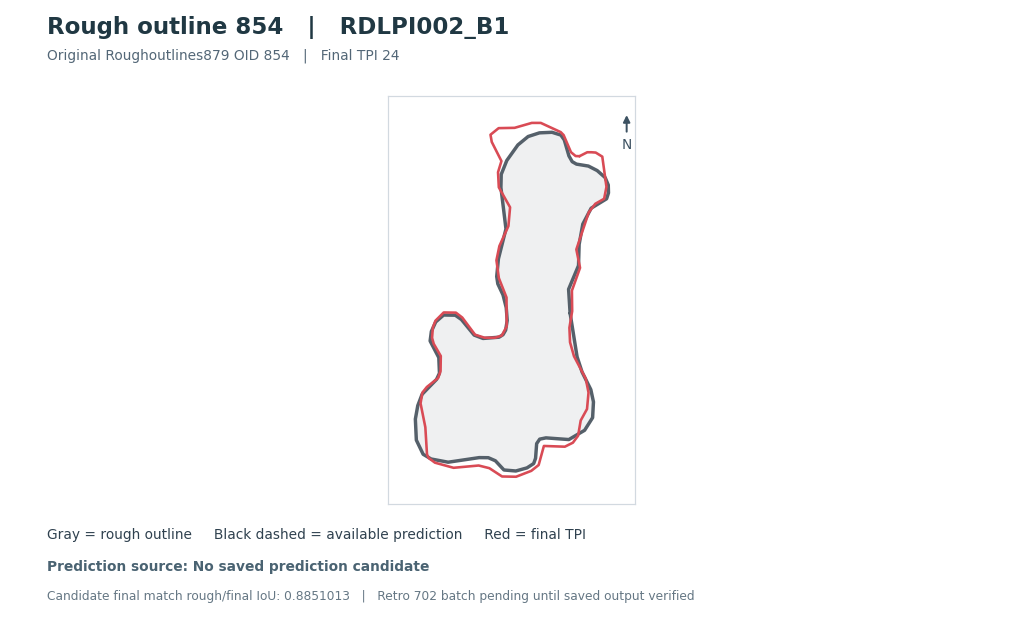 Rough outline 854   |   RDLPI002_B1
Original Roughoutlines879 OID 854   |   Final TPI 24
N
Gray = rough outline     Black dashed = available prediction     Red = final TPI
Prediction source: No saved prediction candidate
Candidate final match rough/final IoU: 0.8851013   |   Retro 702 batch pending until saved output verified